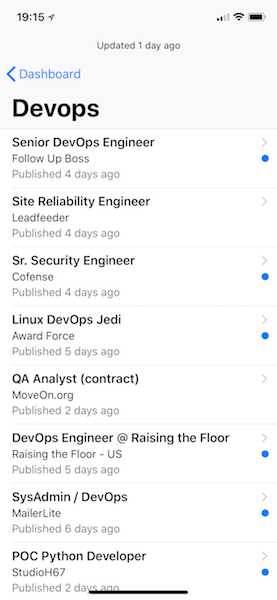 19:15
Updated 1 day ago
Dashboard
Devops
Senior DevOps Engineer
Follow Up Boss
Published 4 days ago
Site Reliability Engineer
Leadfeeder
Published 4 days ago
Sr. Security Engineer
Cofense
Published 4 days ago
Linux DevOps Jedi
Award Force
Published 5 days ago
QA Analyst (contract)
MoveOn.org
Published 2 days ago
DevOps Engineer @ Raising the Floor
Raising the Floor - US
Published 5 days ago
SysAdmin / DevOps
MailerLite
Published 6 days ago
POC Python Developer
StudioH67
Published 2 days ago